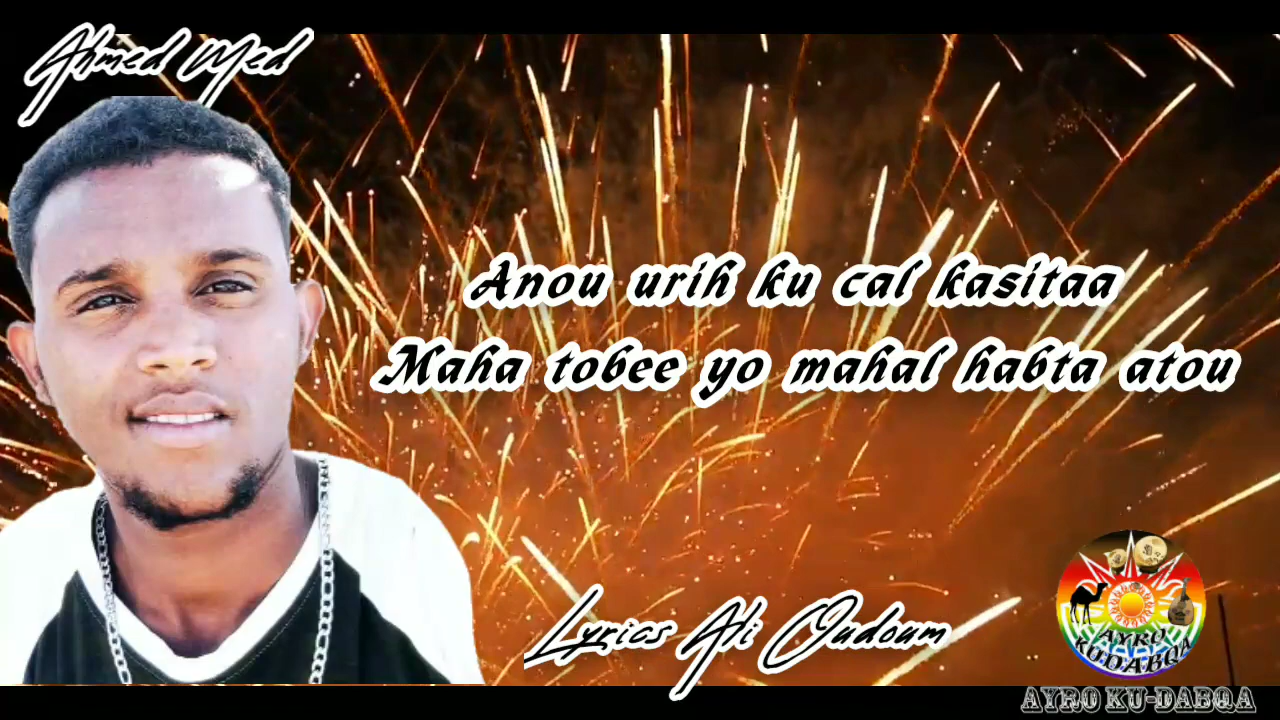 Ahmed Med
Anou urih ku cal kasitaa
Maha tobee yo mahal habta atou
Lyrics Ali Oudoum
AYRO
KUDABQA
AYRO KU-DABQA